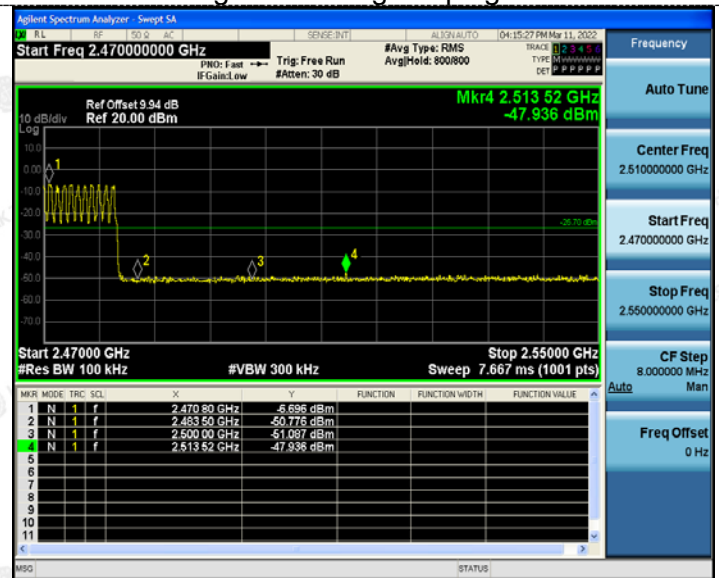 Agilent Spectrum Analyzer - Swept SA
RL RF 50 Ω AC SENSE:INT ALIGN AUTO 04:15:27 PM Mar 11, 2022
Start Freq 2.470000000 GHz
PNO: Fast
IFGain:Low
Trig: Free Run
#Atten: 30 dB
#Avg Type: RMS
Avg|Hold: 800/800
TRACE 1 2 3 4 5 6
TYPE M WWWWW
DET P P P P P P
Frequency
Ref Offset 9.94 dB
10 dB/div Ref 20.00 dBm
Log
Mkr4 2.513 52 GHz
-47.936 dBm
10.0
0.00
-10.0
-20.0
-30.0
-40.0
-50.0
-60.0
-70.0
1
2
3
4
-26.70 dBm
Start 2.47000 GHz Stop 2.55000 GHz
#Res BW 100 kHz #VBW 300 kHz Sweep 7.667 ms (1001 pts)
MKR MODE TRC SCL X Y FUNCTION FUNCTION WIDTH FUNCTION VALUE
1 N 1 f 2.470 80 GHz -6.696 dBm
2 N 1 f 2.483 50 GHz -50.776 dBm
3 N 1 f 2.500 00 GHz -51.087 dBm
4 N 1 f 2.513 52 GHz -47.936 dBm
5
6
7
8
9
10
11
MSG STATUS
Auto Tune
Center Freq
2.510000000 GHz
Start Freq
2.470000000 GHz
Stop Freq
2.550000000 GHz
CF Step
8.000000 MHz
Auto Man
Freq Offset
0 Hz